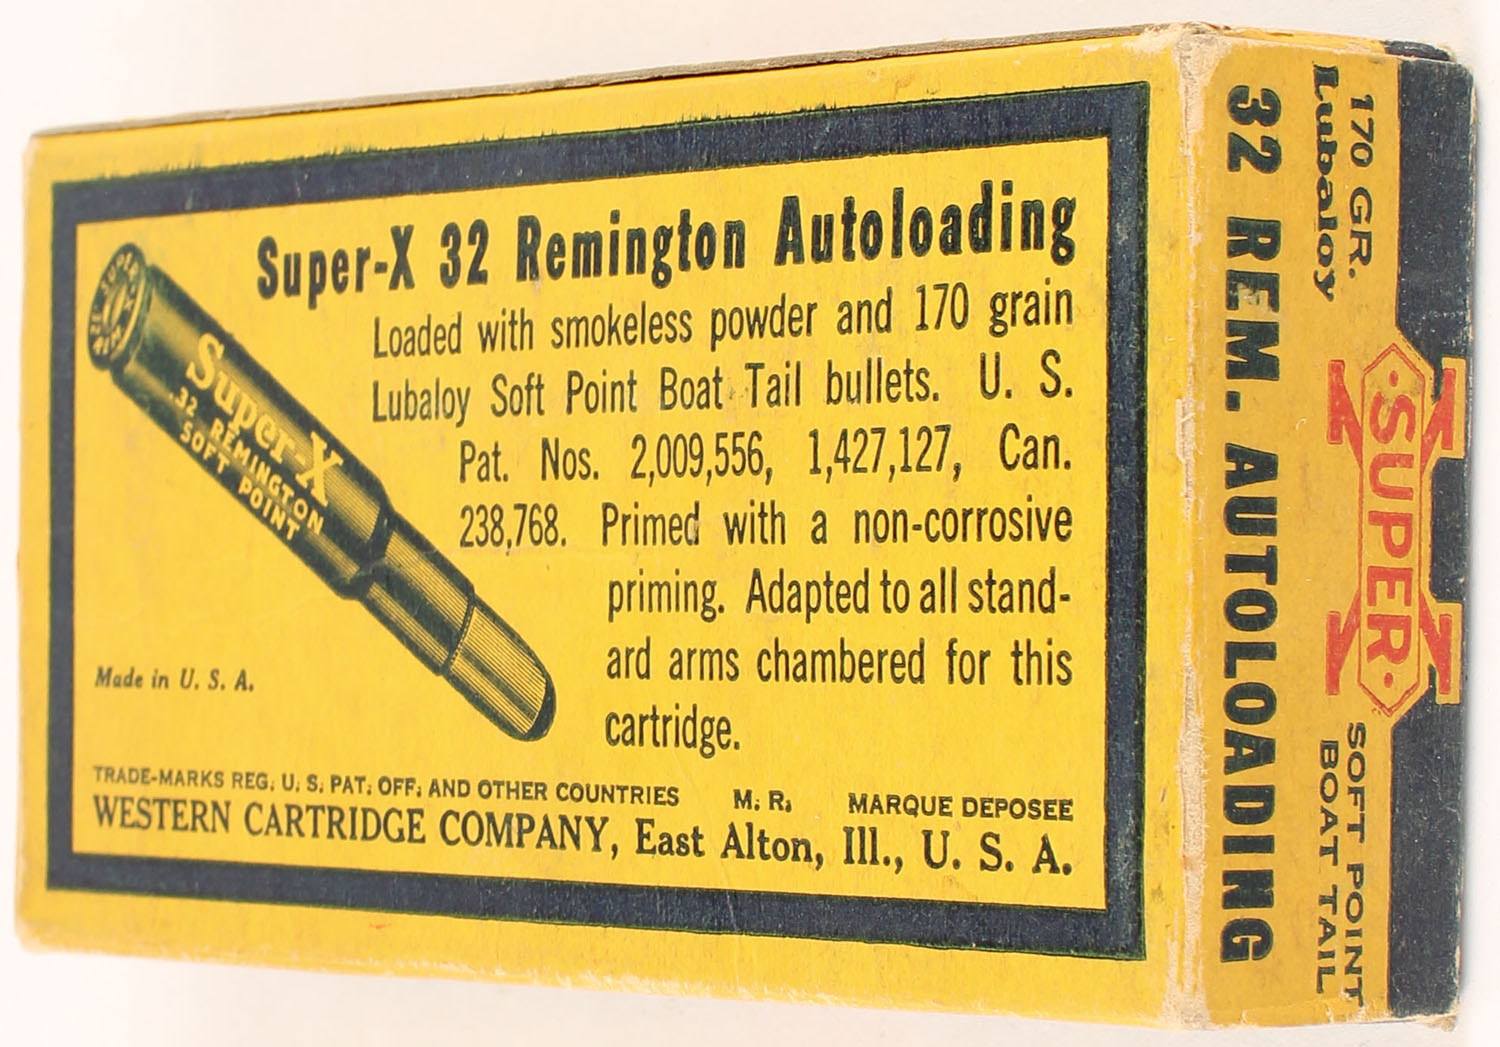 Super-X 32 Remington Autoloading
Loaded with smokeless powder and 170 grain
Lubaloy Soft Point Boat Tail bullets. U. S.
Pat. Nos. 2,009,556, 1,427,127, Can.
238,768. Primed with a non-corrosive
priming. Adapted to all stand-
ard arms chambered for this
cartridge.
Super-X
.32 REMINGTON
SOFT POINT
Made in U. S. A.
TRADE-MARKS REG. U. S. PAT. OFF. AND OTHER COUNTRIES M. R. MARQUE DEPOSEE
WESTERN CARTRIDGE COMPANY, East Alton, Ill., U. S. A.
170 GR.
Lubaloy
SUPER
X
SOFT POINT
BOAT TAIL
32 REM. AUTOLOADING